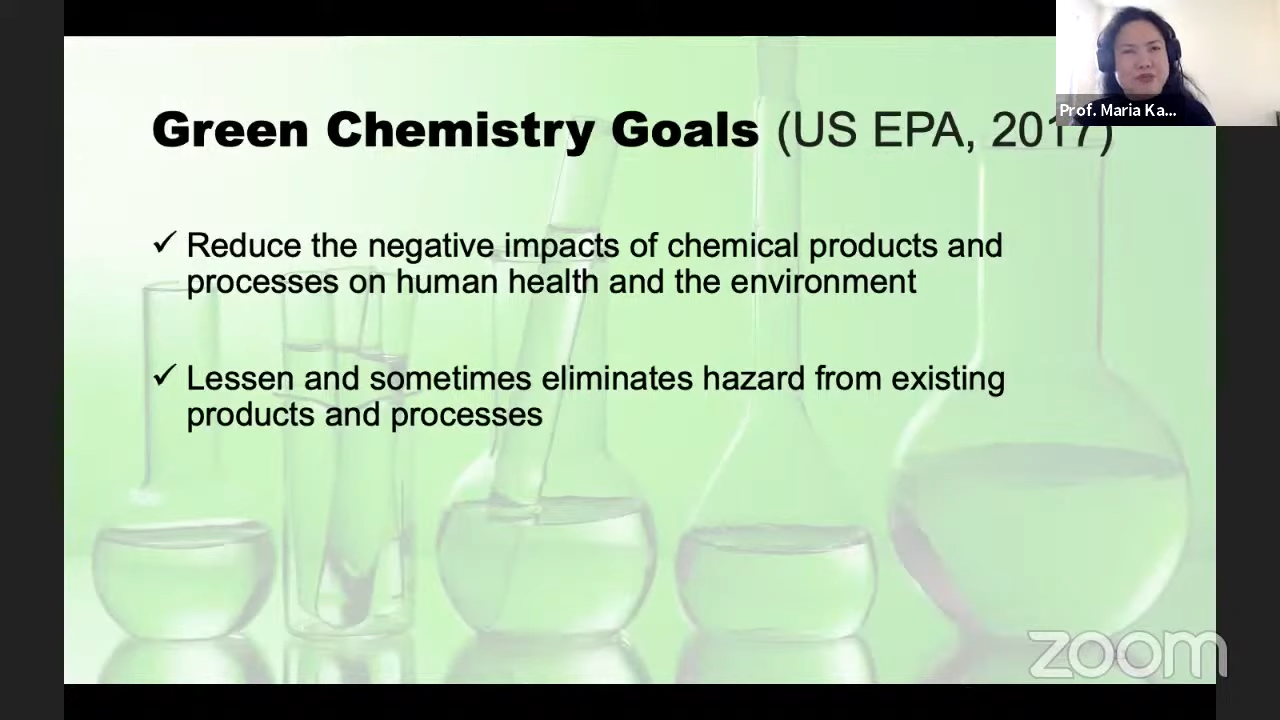 Prof. Maria Ka...
Green Chemistry Goals (US EPA, 2017)
✓ Reduce the negative impacts of chemical products and
processes on human health and the environment
✓ Lessen and sometimes eliminates hazard from existing
products and processes
zoom